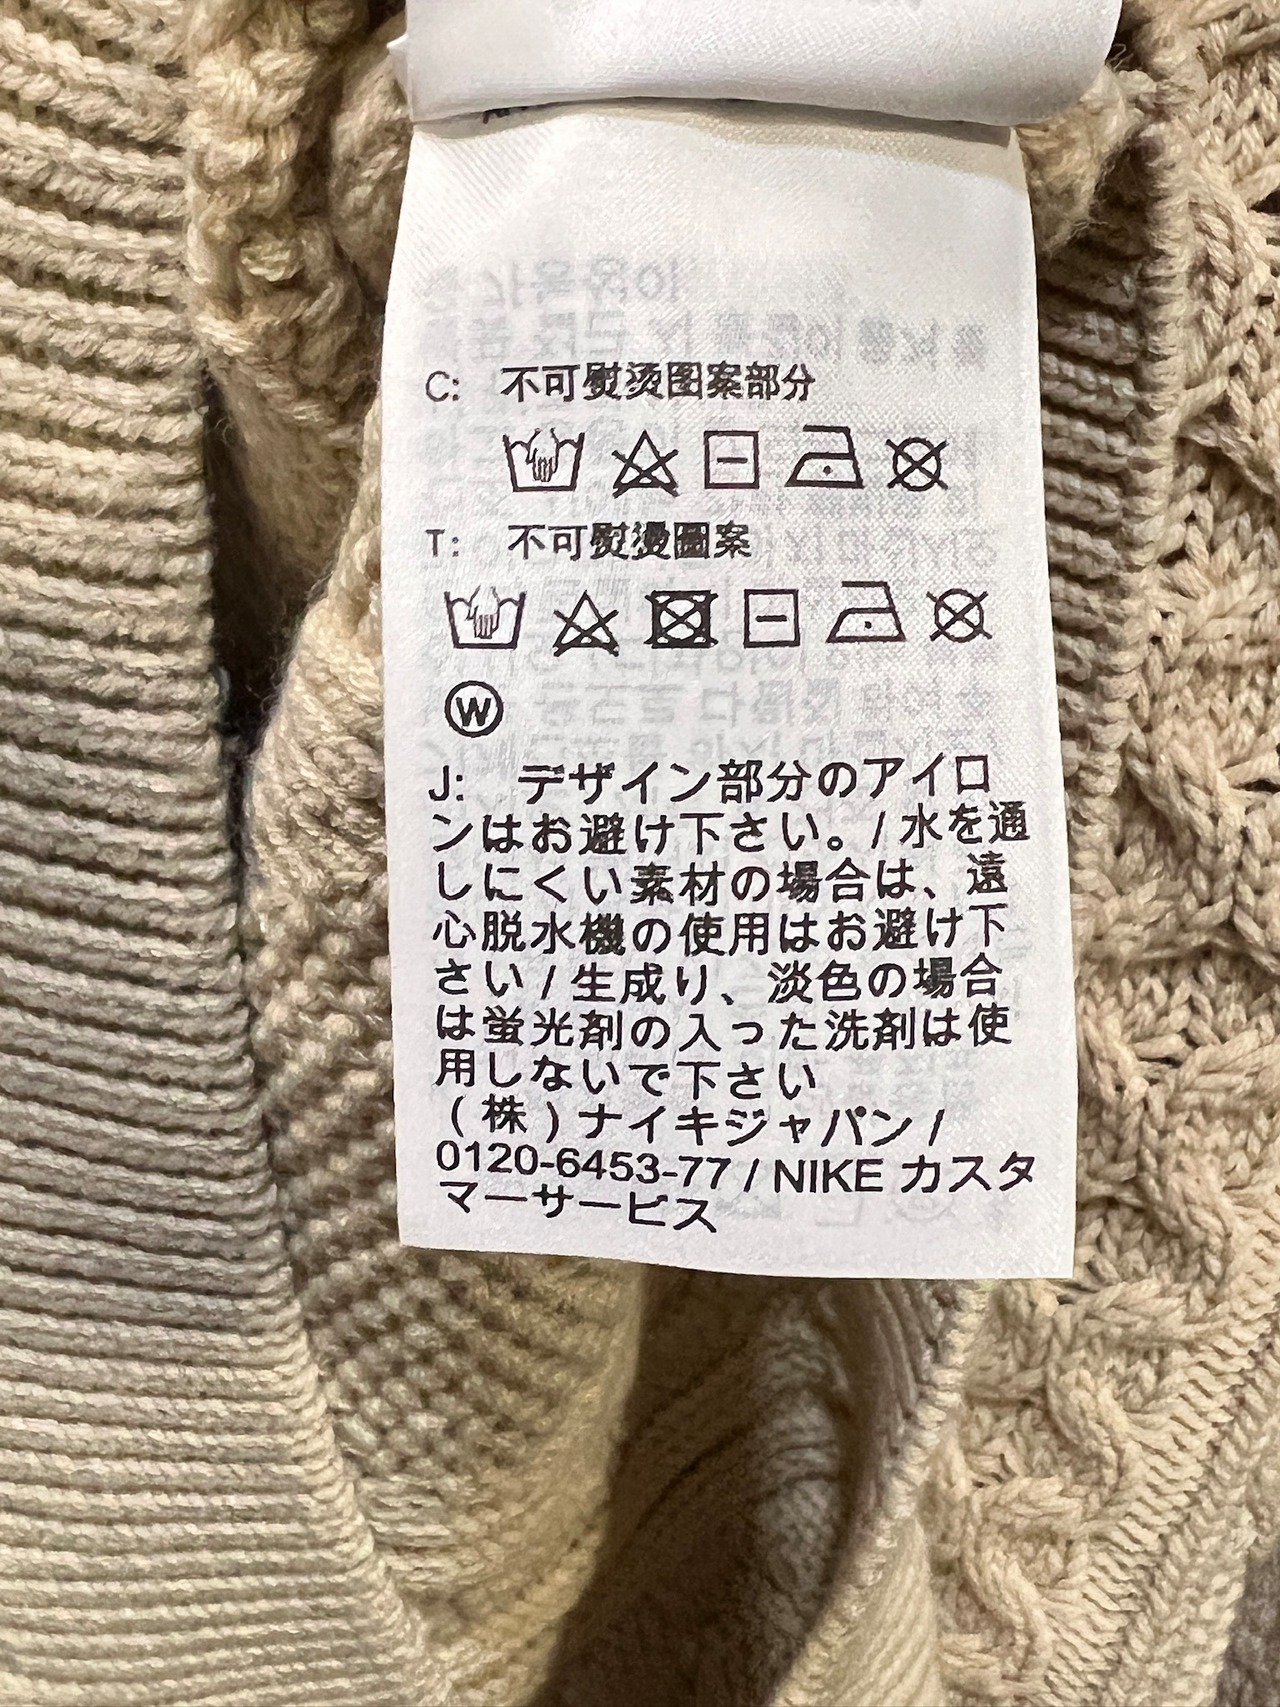 C: 不可熨烫图案部分
T: 不可熨燙圖案
W
J: デザイン部分のアイロ
ンはお避け下さい。/ 水を通
しにくい素材の場合は、遠
心脱水機の使用はお避け下
さい / 生成り、淡色の場合
は蛍光剤の入った洗剤は使
用しないで下さい
(株)ナイキジャパン /
0120-6453-77 / NIKE カスタ
マーサービス